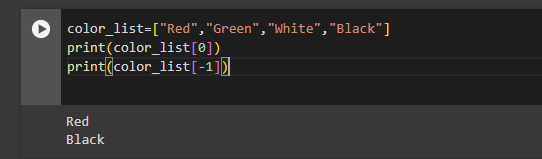 color_list=["Red","Green","White","Black"]
print(color_list[0])
print(color_list[-1])
Red
Black